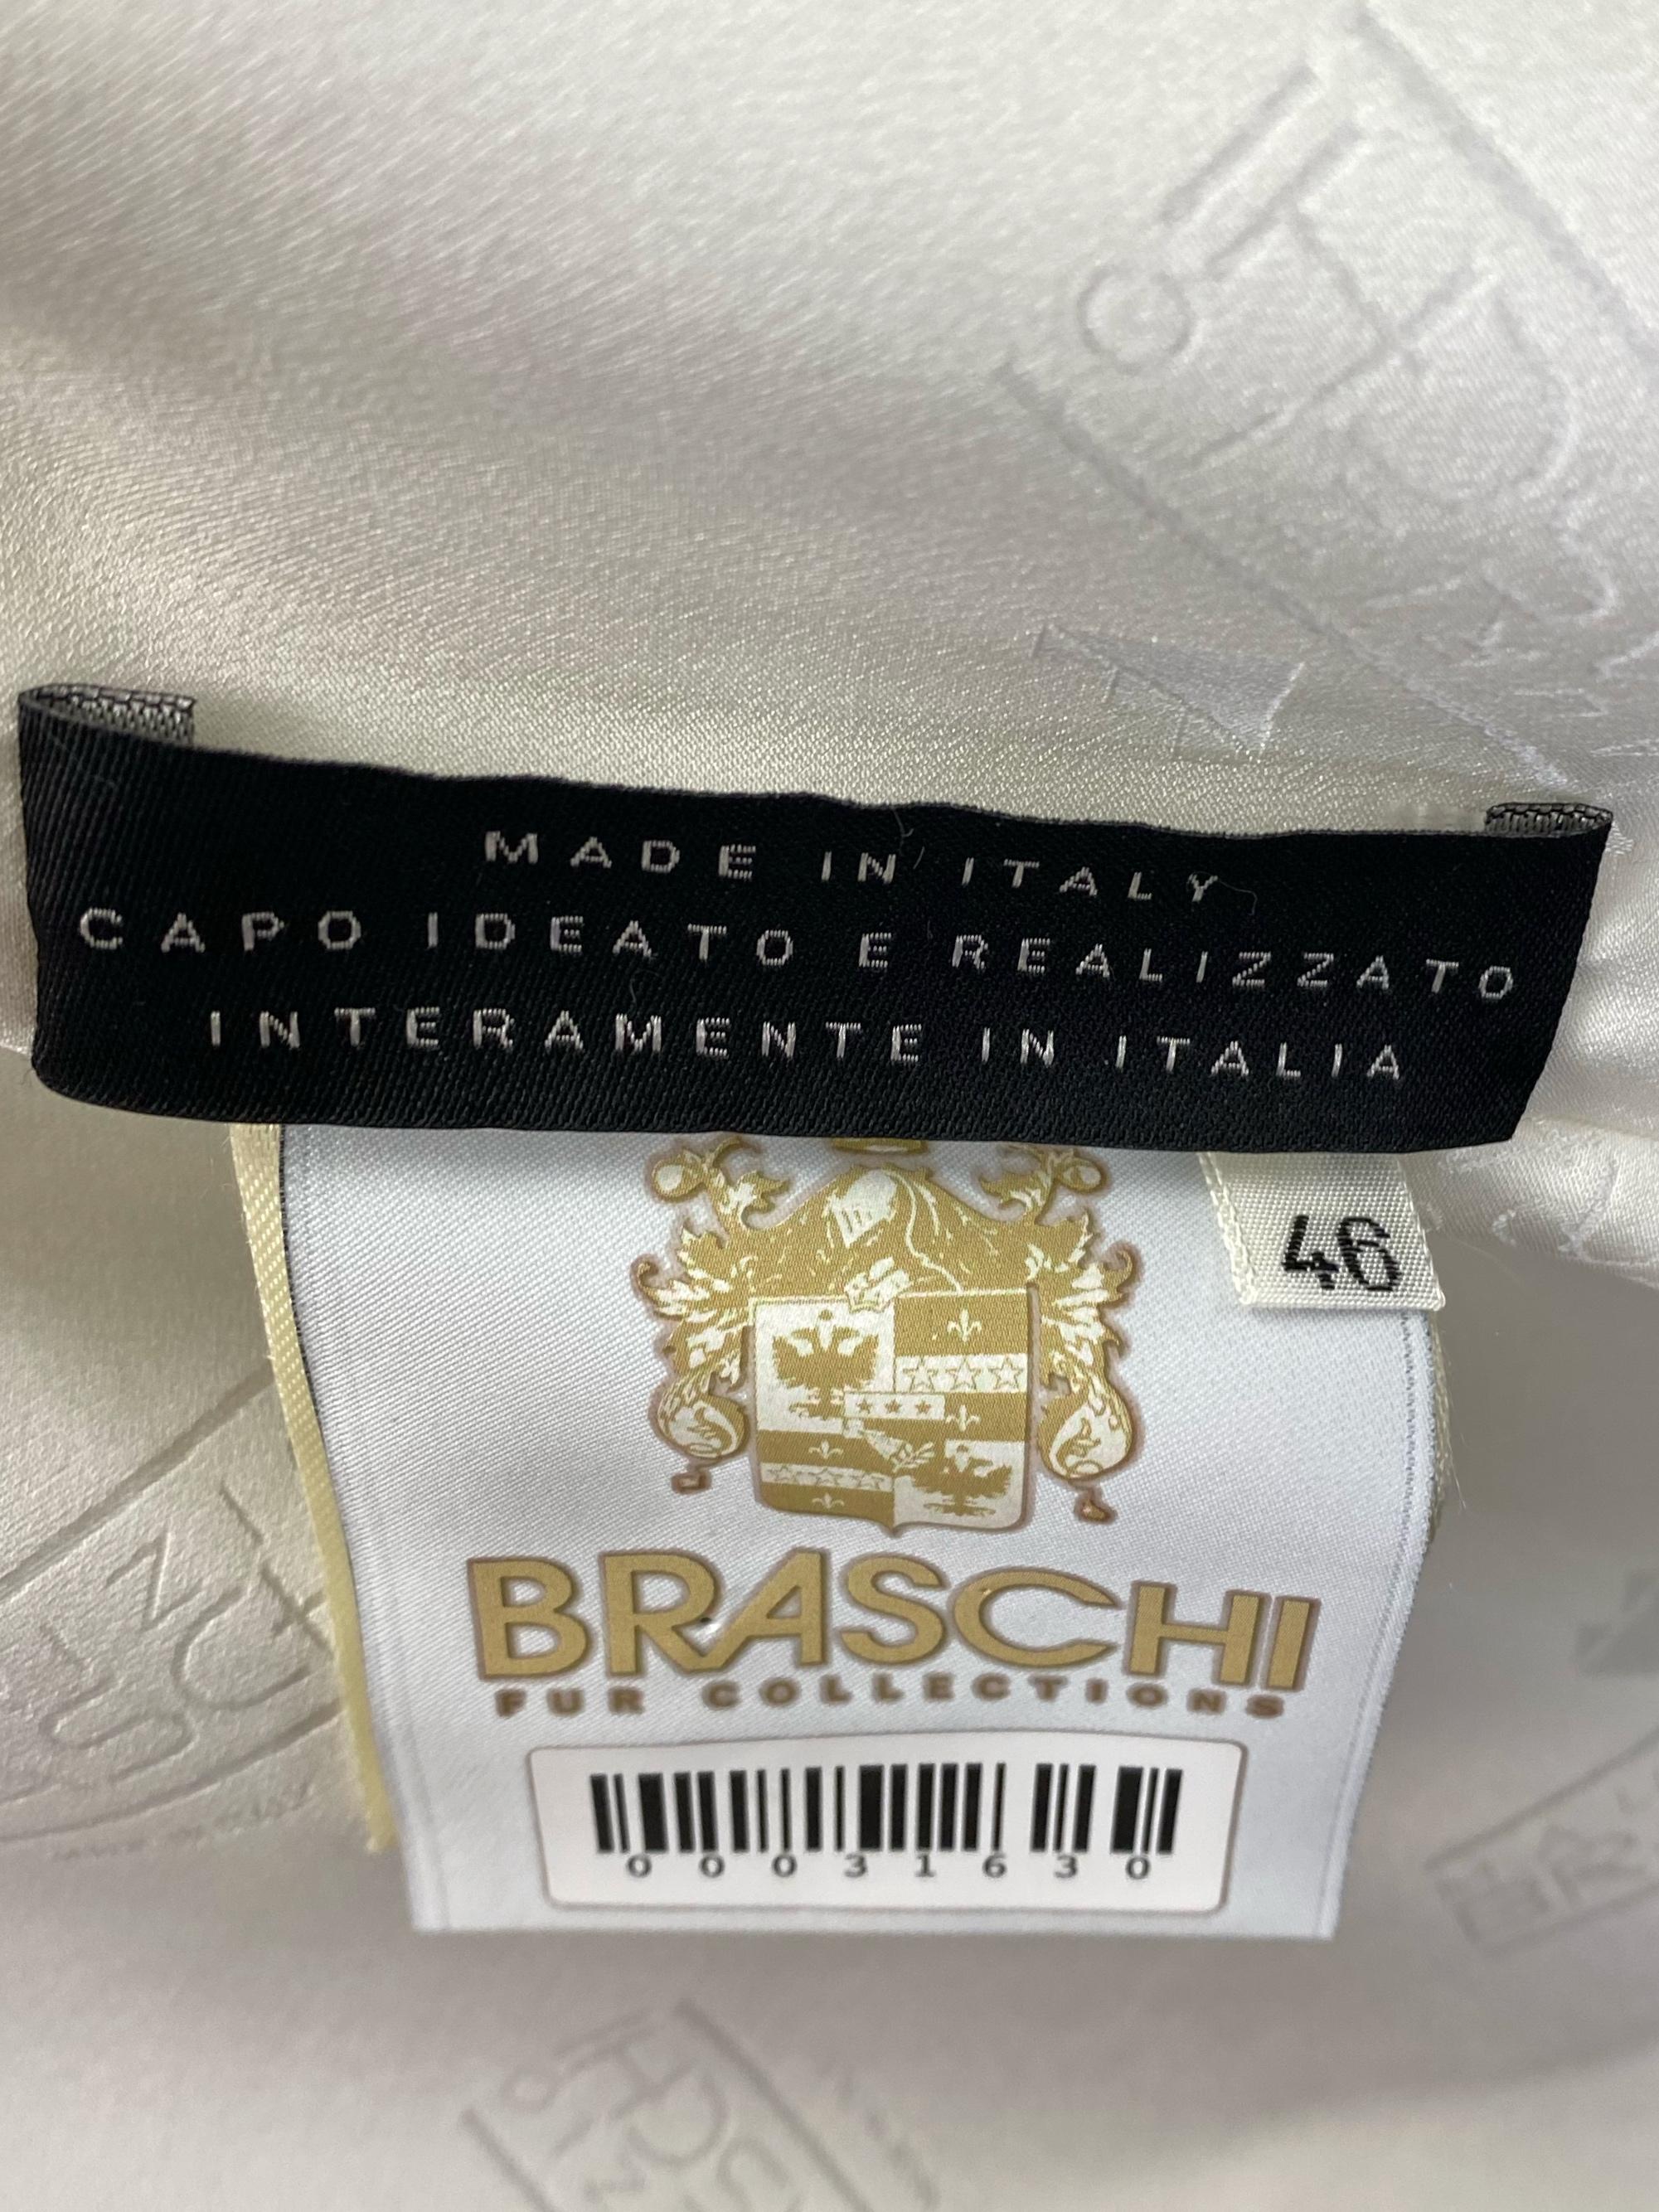 MADE IN ITALY
CAPO IDEATO E REALIZZATO
INTERAMENTE IN ITALIA
46
BRASCHI
FUR COLLECTIONS
00031630